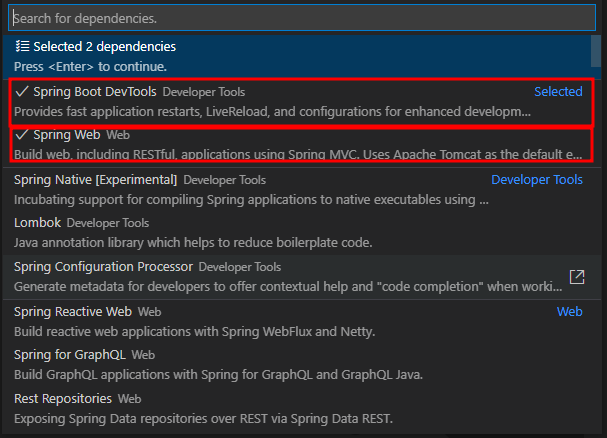 Search for dependencies.
Selected 2 dependencies
Press <Enter> to continue.
Spring Boot DevTools Developer Tools Selected
Provides fast application restarts, LiveReload, and configurations for enhanced developm...
Spring Web Web
Build web, including RESTful, applications using Spring MVC. Uses Apache Tomcat as the default e...
Spring Native [Experimental] Developer Tools Developer Tools
Incubating support for compiling Spring applications to native executables using ...
Lombok Developer Tools
Java annotation library which helps to reduce boilerplate code.
Spring Configuration Processor Developer Tools
Generate metadata for developers to offer contextual help and "code completion" when worki...
Spring Reactive Web Web Web
Build reactive web applications with Spring WebFlux and Netty.
Spring for GraphQL Web
Build GraphQL applications with Spring for GraphQL and GraphQL Java.
Rest Repositories Web
Exposing Spring Data repositories over REST via Spring Data REST.